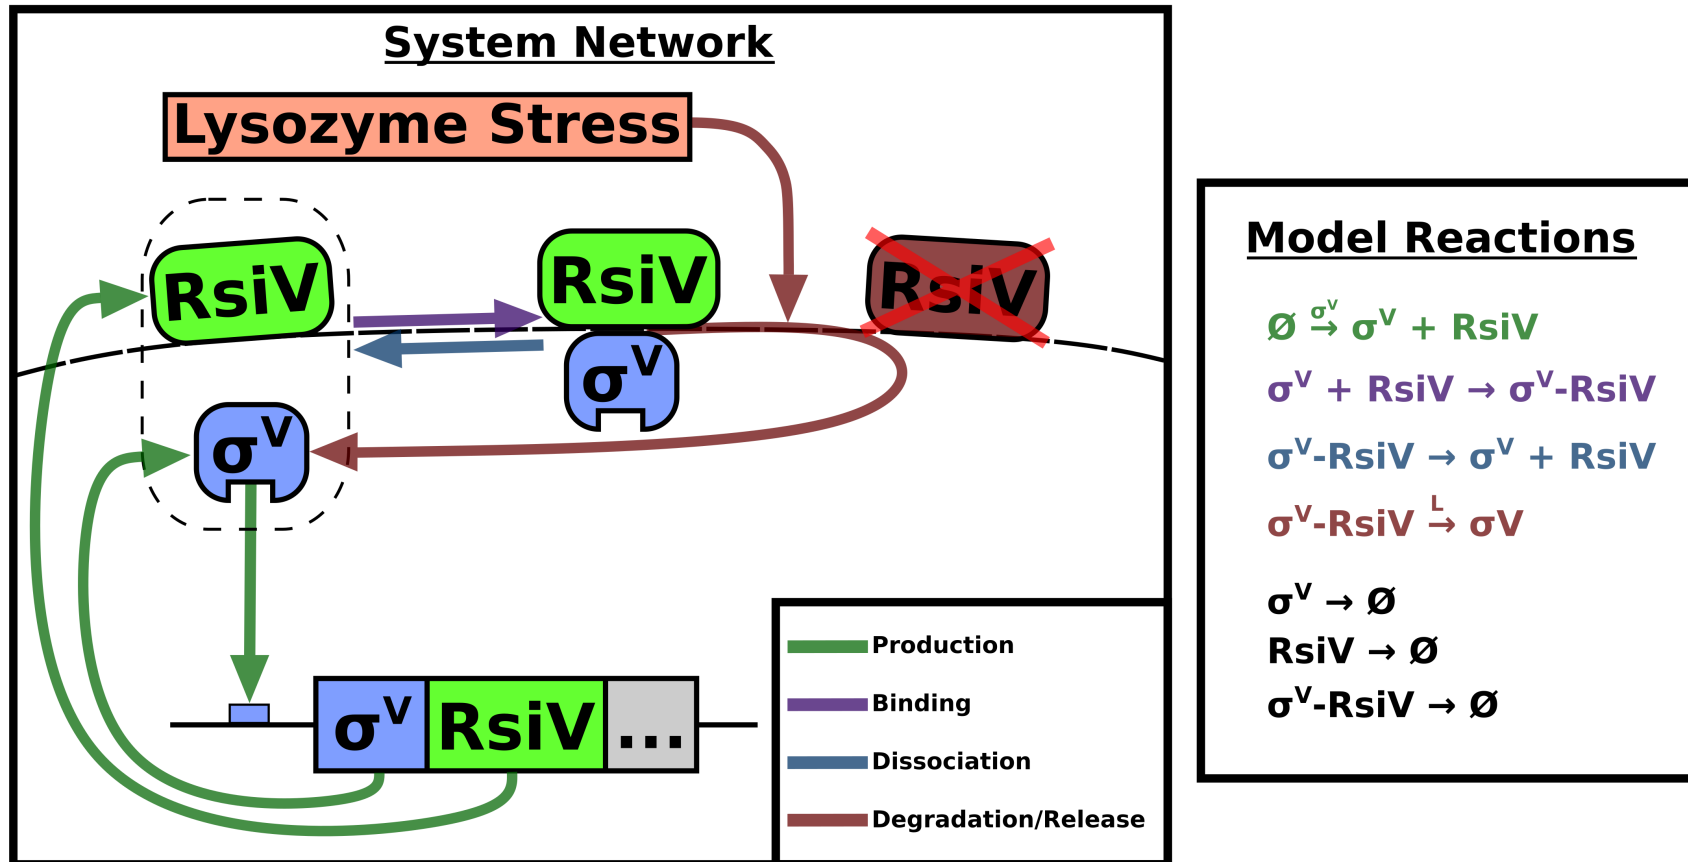 System Network
Lysozyme Stress
RsiV
RsiV
RsiV
σV
σV
σV RsiV ...
Production
Binding
Dissociation
Degradation/Release
Model Reactions
Ø σV→ σV + RsiV
σV + RsiV → σV-RsiV
σV-RsiV → σV + RsiV
σV-RsiV L→ σV
σV → Ø
RsiV → Ø
σV-RsiV → Ø